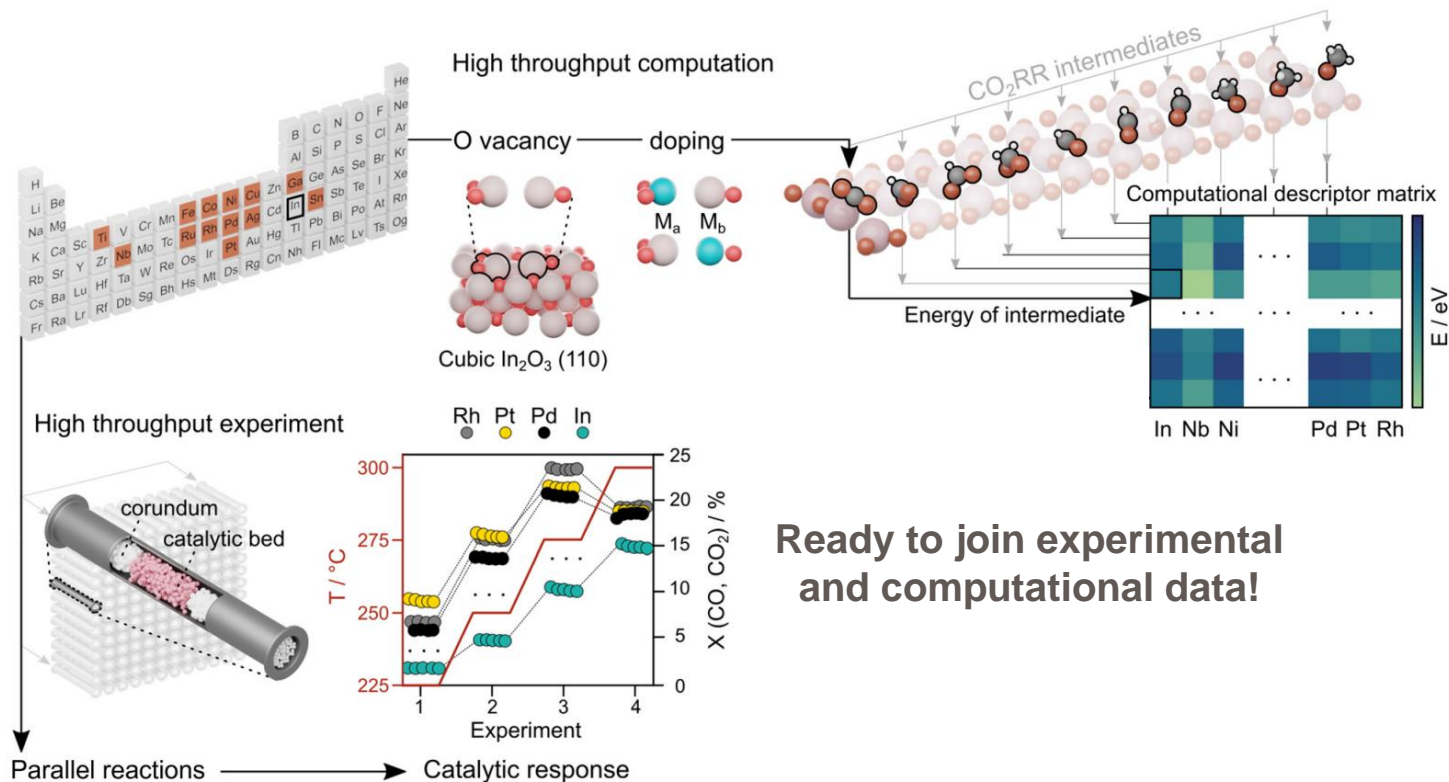 High throughput computation
CO₂RR intermediates
O vacancy
doping
Mₐ M_b
Cubic In₂O₃ (110)
Computational descriptor matrix
Energy of intermediate
E / eV
In Nb Ni Pd Pt Rh
H
Li Be
Na Mg
K Ca Sc Ti V Cr Mn Fe Co Ni Cu Zn Ga Ge As Se Br Kr
Rb Sr Y Zr Nb Mo Tc Ru Rh Pd Ag Cd In Sn Sb Te I Xe
Cs Ba Lu Hf Ta W Re Os Ir Pt Au Hg Tl Pb Bi Po At Rn
Fr Ra Lr Rf Db Sg Bh Hs Mt Ds Rg Cn Nh Fl Mc Lv Ts Og
He
B C N O F Ne
Al Si P S Cl Ar
High throughput experiment
corundum
catalytic bed
Rh Pt Pd In
T / °C
300
275
250
225
X (CO, CO₂) / %
25
20
15
10
5
0
1 2 3 4
Experiment
Ready to join experimental
and computational data!
Parallel reactions
Catalytic response